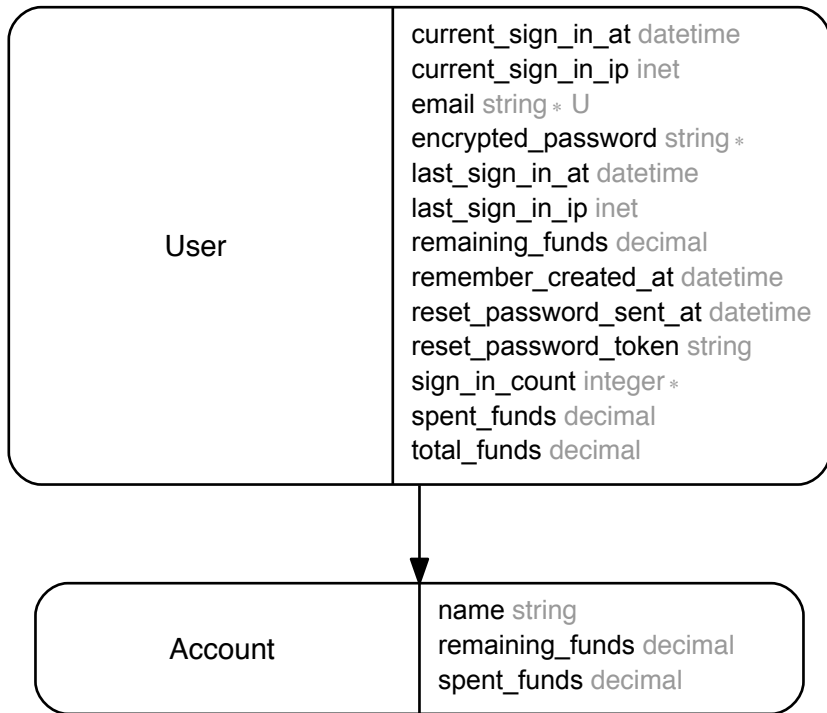 User
current_sign_in_at datetime
current_sign_in_ip inet
email string * U
encrypted_password string *
last_sign_in_at datetime
last_sign_in_ip inet
remaining_funds decimal
remember_created_at datetime
reset_password_sent_at datetime
reset_password_token string
sign_in_count integer *
spent_funds decimal
total_funds decimal
Account
name string
remaining_funds decimal
spent_funds decimal